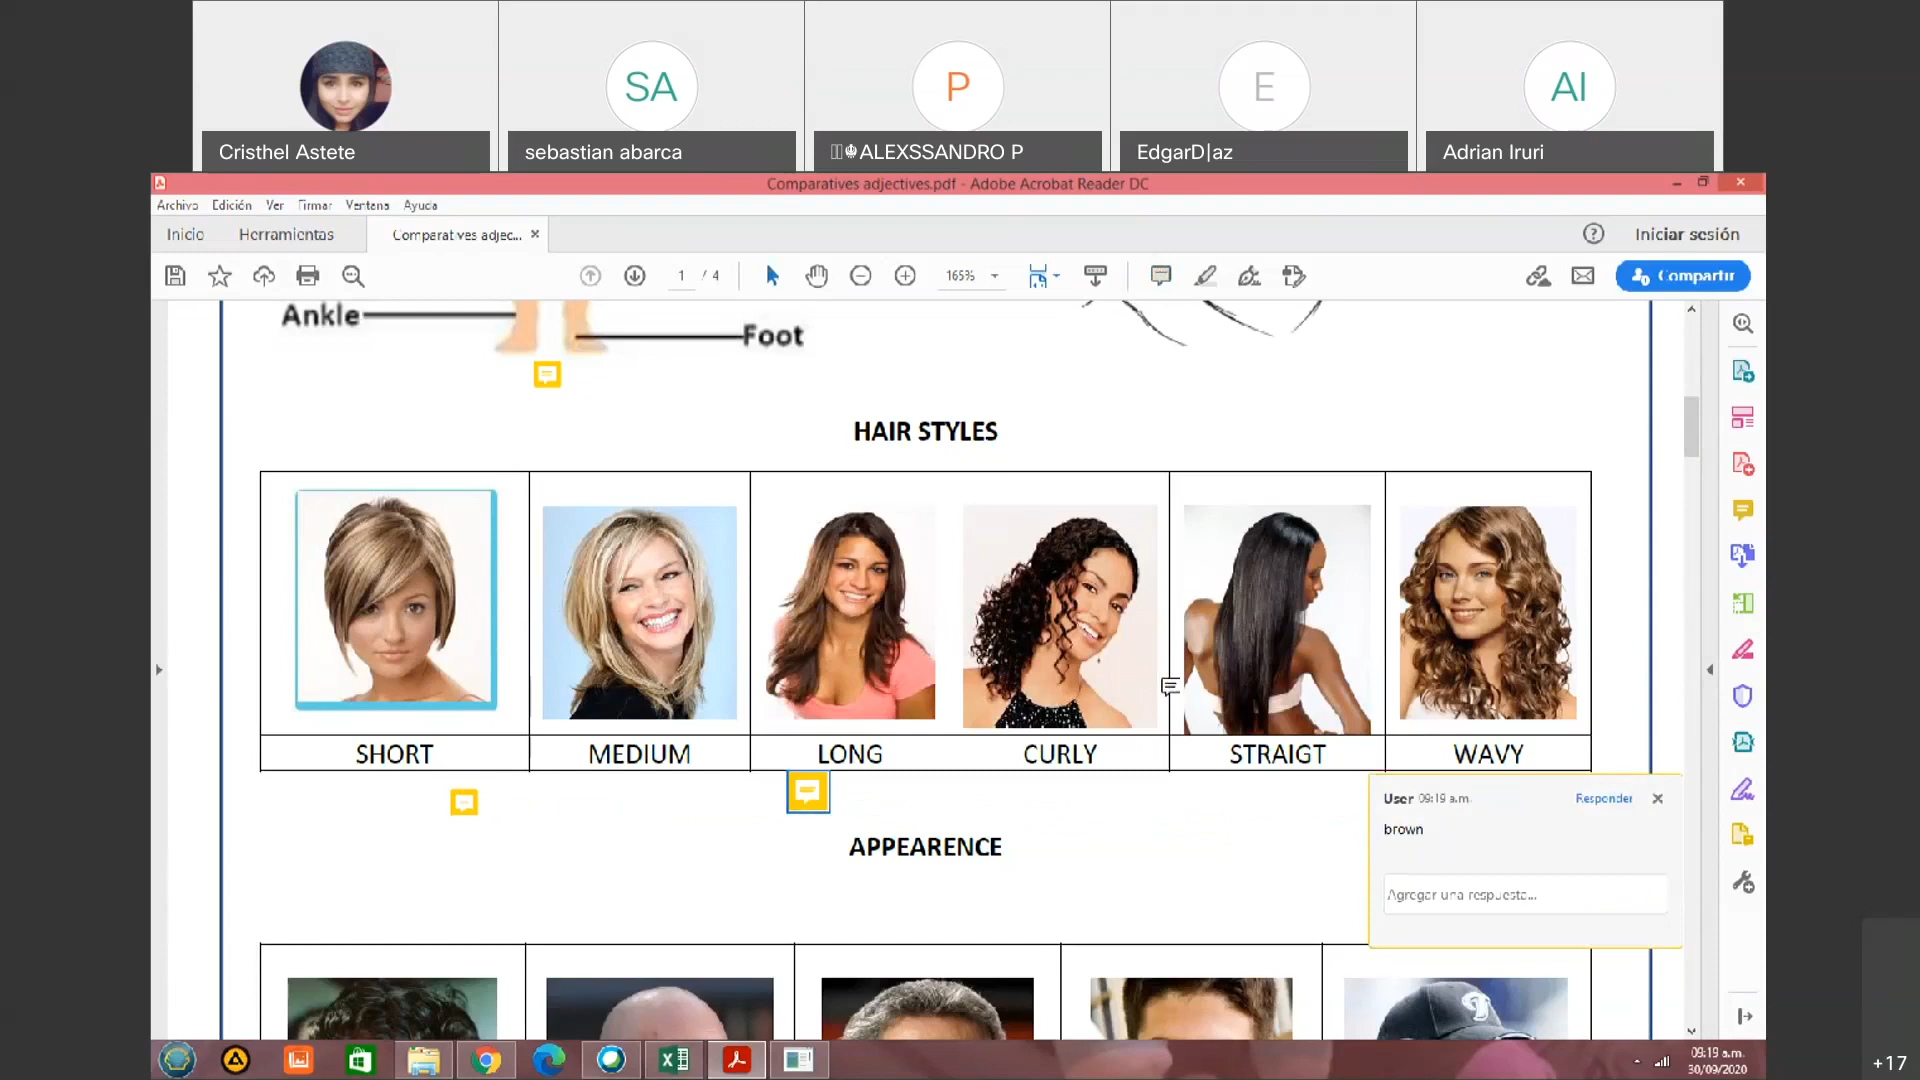 SA
P
E
AI
Cristhel Astete
sebastian abarca
ALEXSSANDRO P
EdgarD|az
Adrian Iruri
Comparatives adjectives.pdf - Adobe Acrobat Reader DC
Archivo Edición Ver Firmar Ventana Ayuda
Inicio Herramientas Comparatives adjec... Iniciar sesión
1 / 4 165% Compartir
Ankle
Foot
HAIR STYLES
SHORT MEDIUM LONG CURLY STRAIGT WAVY
User 09:19 a.m. Responder
brown
APPEARENCE
Agregar una respuesta...
09:19 a.m.
30/09/2020
+17